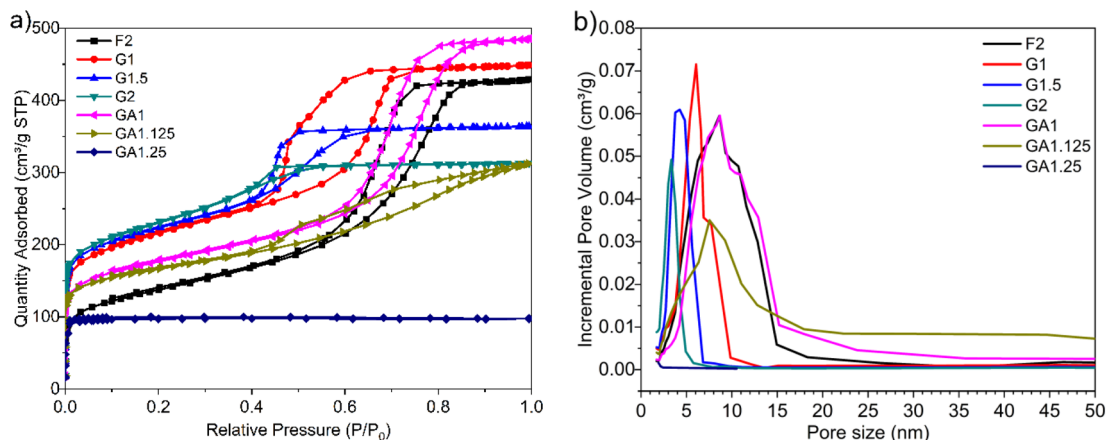 a)
500
400
300
200
100
0
0.0 0.2 0.4 0.6 0.8 1.0
Quantity Adsorbed (cm³/g STP)
Relative Pressure (P/P₀)
F2
G1
G1.5
G2
GA1
GA1.125
GA1.25
b)
0.08
0.07
0.06
0.05
0.04
0.03
0.02
0.01
0.00
0 5 10 15 20 25 30 35 40 45 50
Incremental Pore Volume (cm³/g)
Pore size (nm)
F2
G1
G1.5
G2
GA1
GA1.125
GA1.25